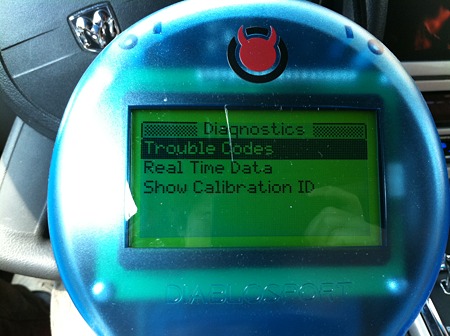 Diagnostics
Trouble Codes
Real Time Data
Show Calibration ID
DIABLOSPORT